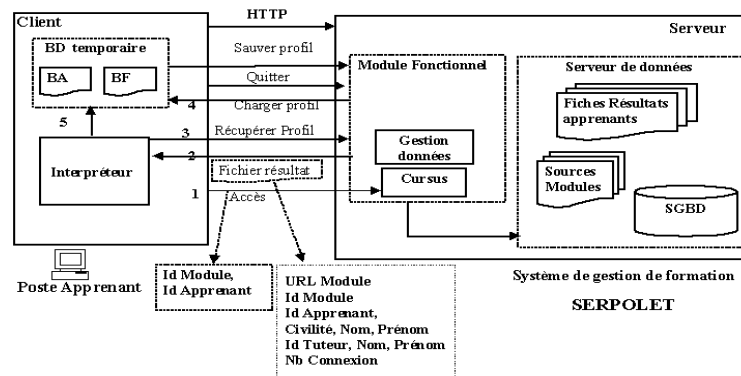 Client
HTTP
Serveur
BD temporaire
BA
BF
Sauver profil
Quitter
4
Charger profil
5
3
Récupérer Profil
2
Interpréteur
Fichier résultat
1
Accès
Module Fonctionnel
Gestion
données
Cursus
Serveur de données
Fiches Résultats
apprenants
Sources
Modules
SGBD
Poste Apprenant
Id Module,
Id Apprenant
URL Module
Id Module
Id Apprenant,
Civilité, Nom, Prénom
Id Tuteur, Nom, Prénom
Nb Connexion
Système de gestion de formation
SERPOLET